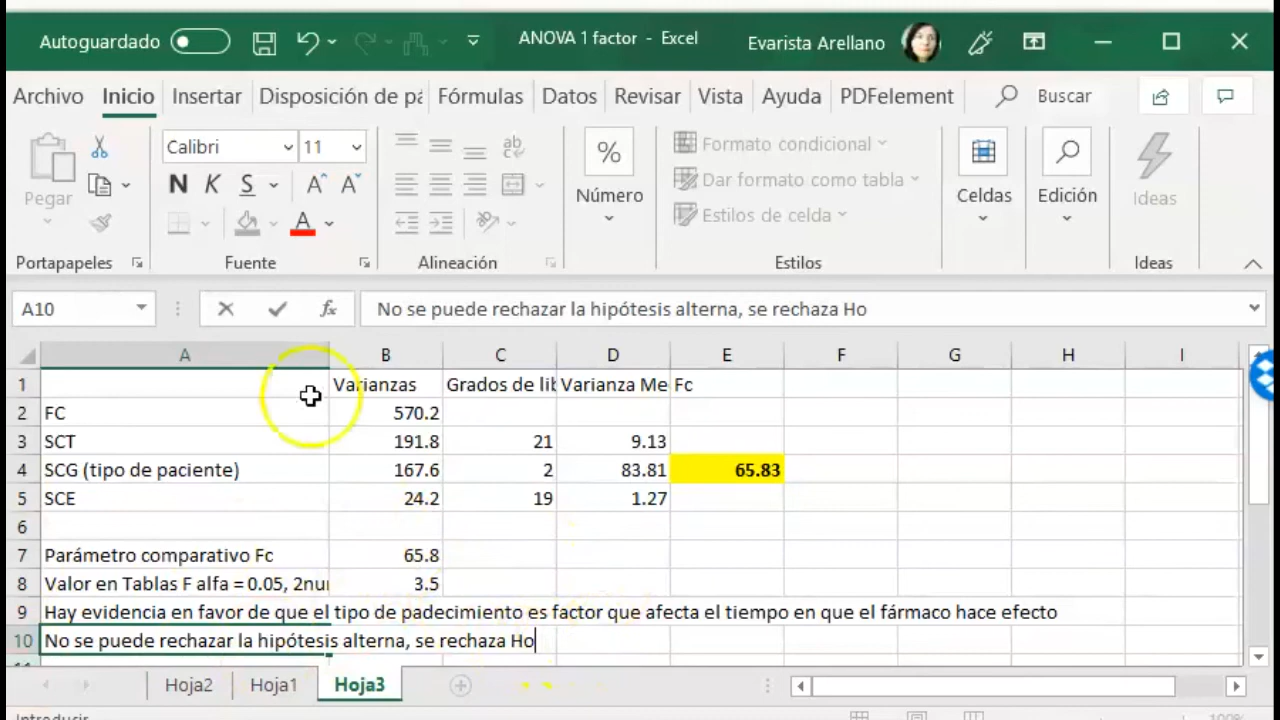 Autoguardado ANOVA 1 factor - Excel Evarista Arellano
Archivo Inicio Insertar Disposición de pá Fórmulas Datos Revisar Vista Ayuda PDFelement Buscar
Calibri 11
Pegar N K S A A A % Número Formato condicional Celdas Edición Ideas
Dar formato como tabla
Estilos de celda
Portapapeles Fuente Alineación Estilos Ideas
A10 fx No se puede rechazar la hipótesis alterna, se rechaza Ho
A B C D E F G H I
1 Varianzas Grados de lib Varianza Me Fc
2 FC 570.2
3 SCT 191.8 21 9.13
4 SCG (tipo de paciente) 167.6 2 83.81 65.83
5 SCE 24.2 19 1.27
6
7 Parámetro comparativo Fc 65.8
8 Valor en Tablas F alfa = 0.05, 2nu 3.5
9 Hay evidencia en favor de que el tipo de padecimiento es factor que afecta el tiempo en que el fármaco hace efecto
10 No se puede rechazar la hipótesis alterna, se rechaza Ho
Hoja2 Hoja1 Hoja3